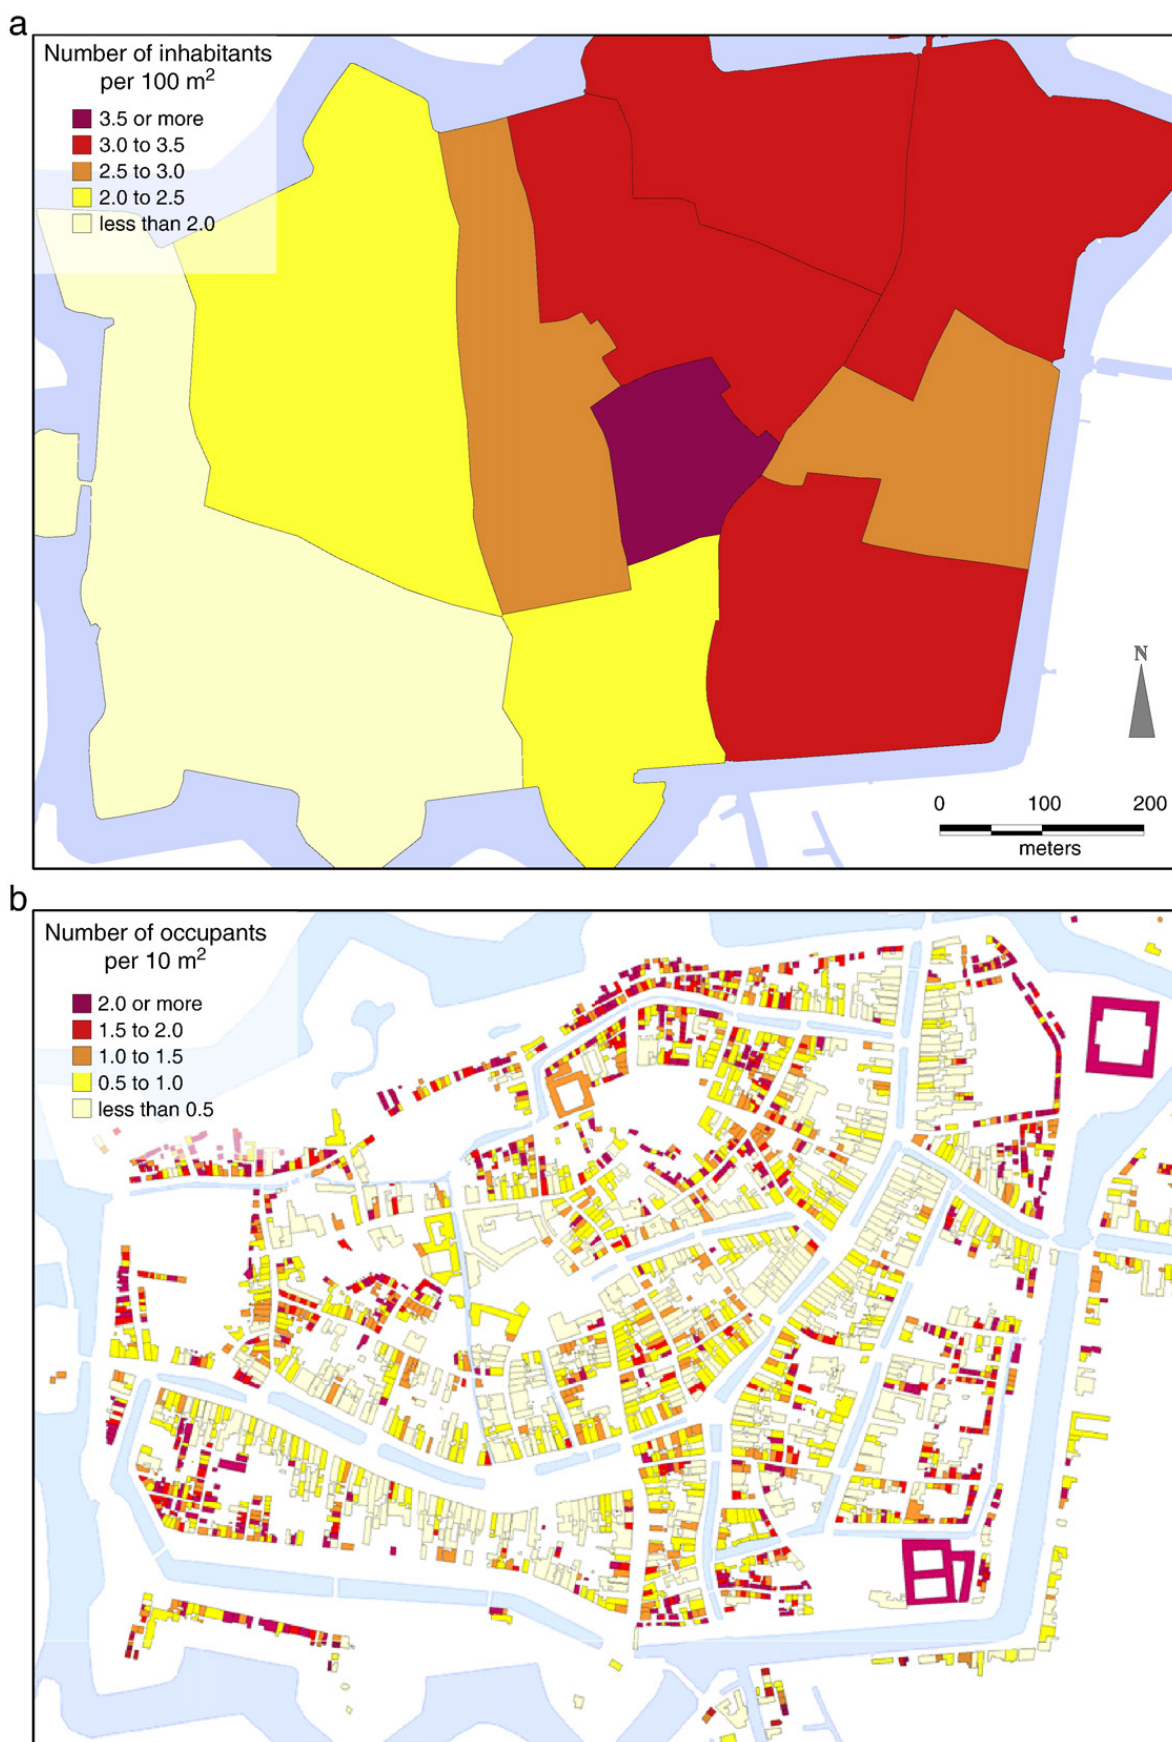 a
Number of inhabitants
per 100 m²
3.5 or more
3.0 to 3.5
2.5 to 3.0
2.0 to 2.5
less than 2.0
N
0 100 200
meters
b
Number of occupants
per 10 m²
2.0 or more
1.5 to 2.0
1.0 to 1.5
0.5 to 1.0
less than 0.5